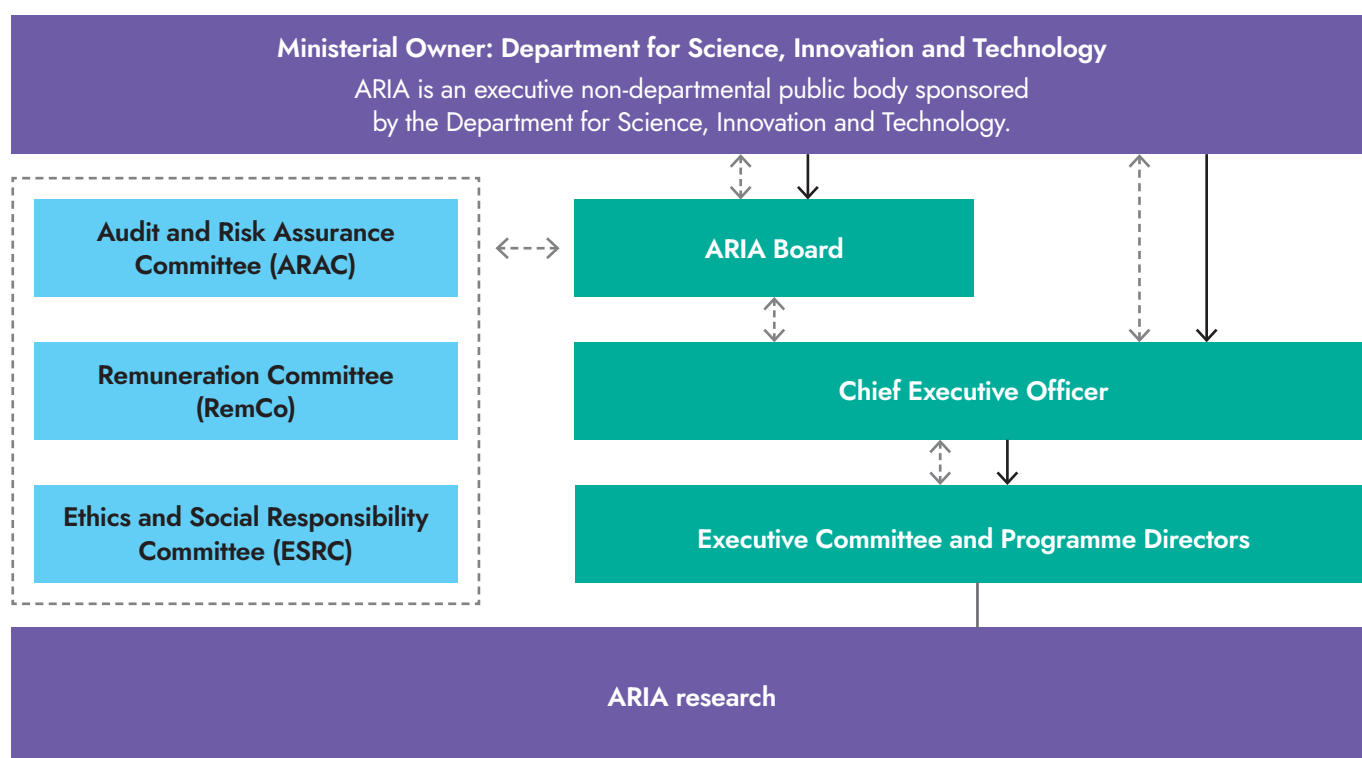 Ministerial Owner: Department for Science, Innovation and Technology
ARIA is an executive non-departmental public body sponsored
by the Department for Science, Innovation and Technology.
Audit and Risk Assurance
Committee (ARAC)
ARIA Board
Remuneration Committee
(RemCo)
Chief Executive Officer
Ethics and Social Responsibility
Committee (ESRC)
Executive Committee and Programme Directors
ARIA research